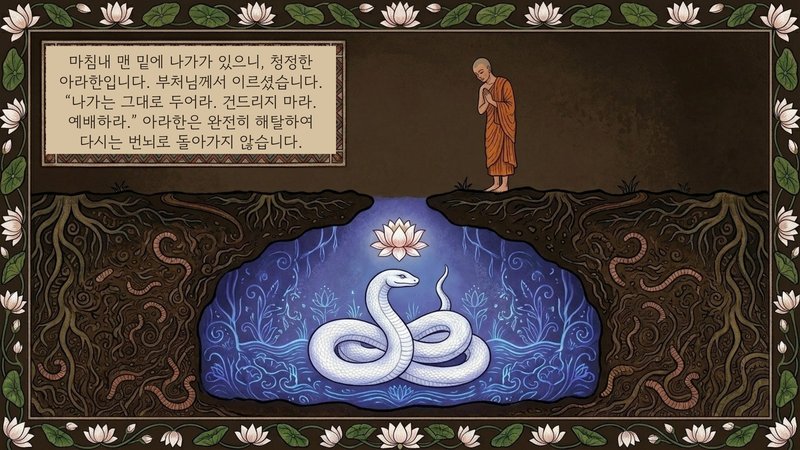 마침내 맨 밑에 나가가 있으니, 청정한
아라한입니다. 부처님께서 이르셨습니다.
“나가는 그대로 두어라. 건드리지 마라.
예배하라.” 아라한은 완전히 해탈하여
다시는 번뇌로 돌아가지 않습니다.